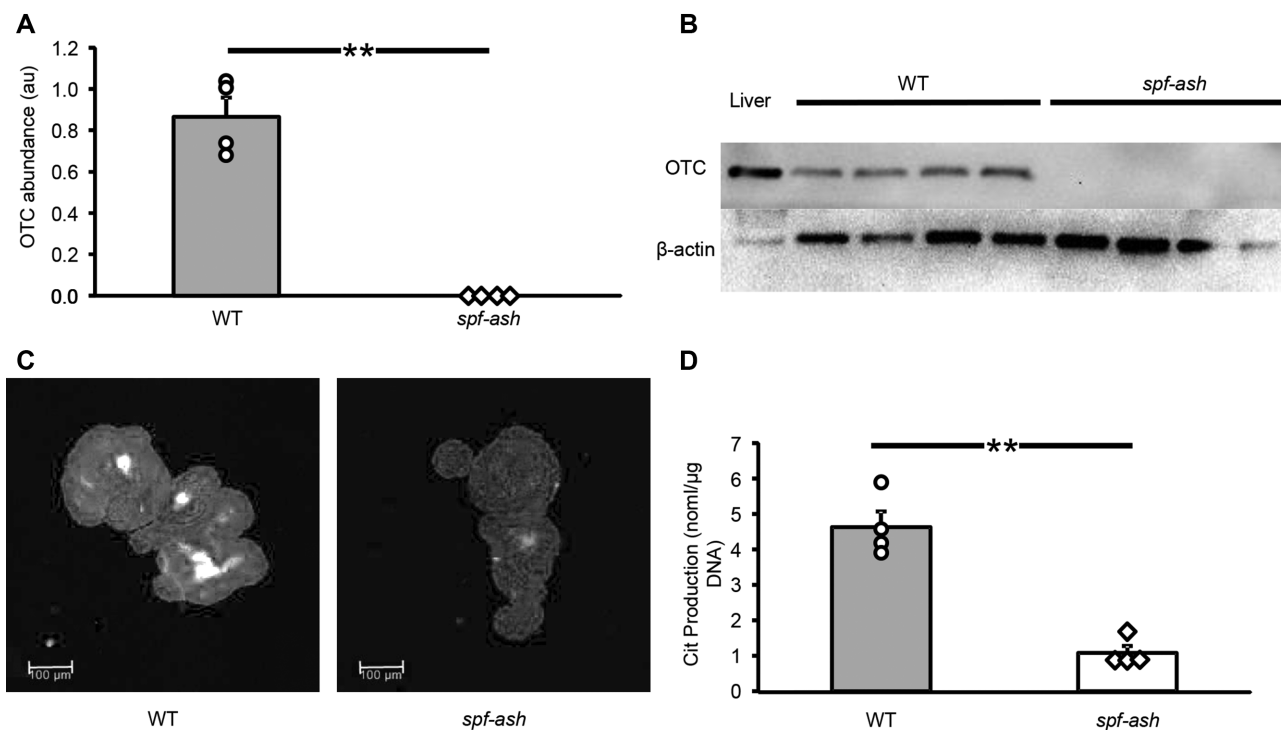 A
OTC abundance (au)
1.2
1.0
0.8
0.6
0.4
0.2
0.0
**
WT
spf-ash
B
Liver
WT
spf-ash
OTC
β-actin
C
100 μm
100 μm
WT
spf-ash
D
Cit Production (noml/μg
DNA)
7
6
5
4
3
2
1
0
**
WT
spf-ash